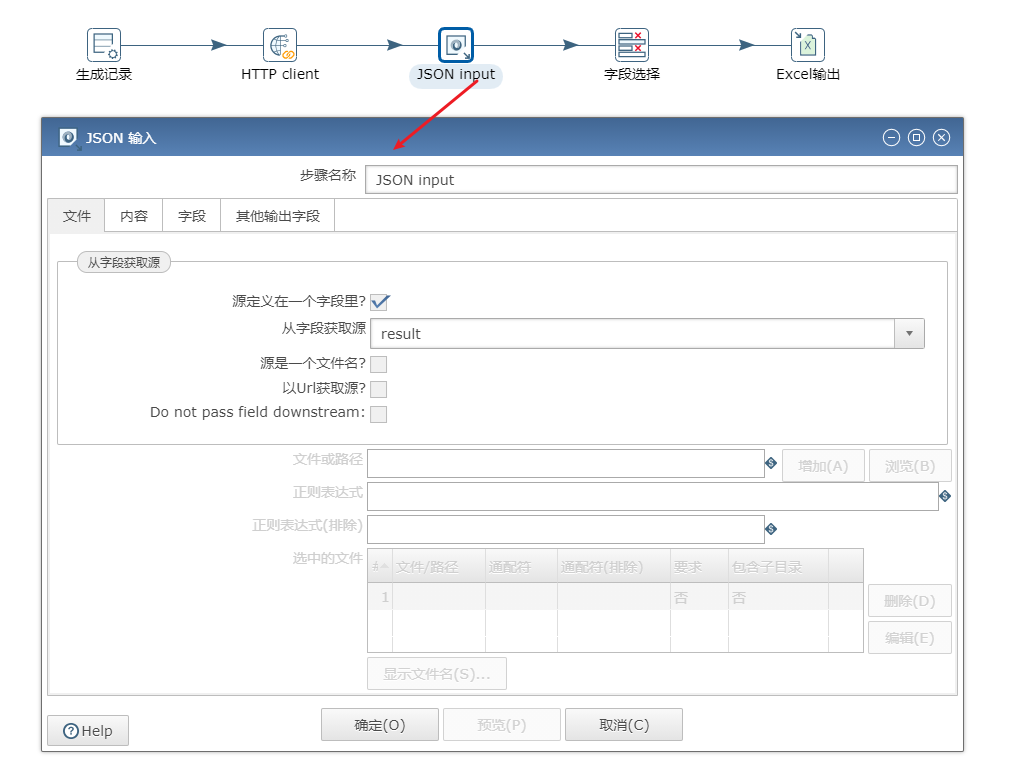 生成记录 HTTP client JSON input 字段选择 Excel输出
JSON 输入
步骤名称 JSON input
文件 内容 字段 其他输出字段
从字段获取源
源定义在一个字段里?
从字段获取源 result
源是一个文件名?
以Url获取源?
Do not pass field downstream:
文件或路径 增加(A) 浏览(B)
正则表达式
正则表达式(排除)
选中的文件
# 文件/路径 通配符 通配符(排除) 要求 包含子目录
1 否 否
删除(D)
编辑(E)
显示文件名(S)...
Help 确定(O) 预览(P) 取消(C)